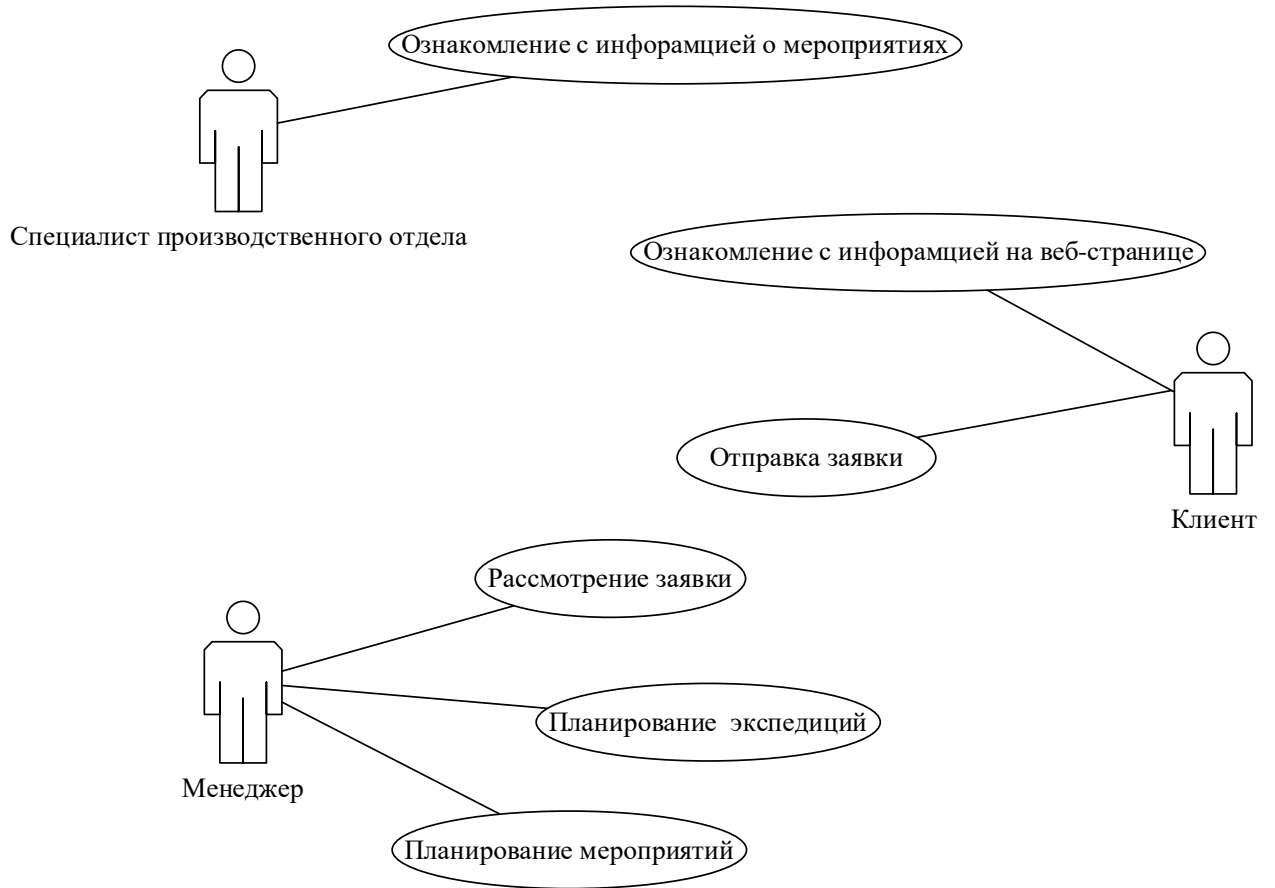 Ознакомление с инфорамцией о мероприятиях
Специалист производственного отдела
Ознакомление с инфорамцией на веб-странице
Отправка заявки
Клиент
Рассмотрение заявки
Планирование экспедиций
Менеджер
Планирование мероприятий